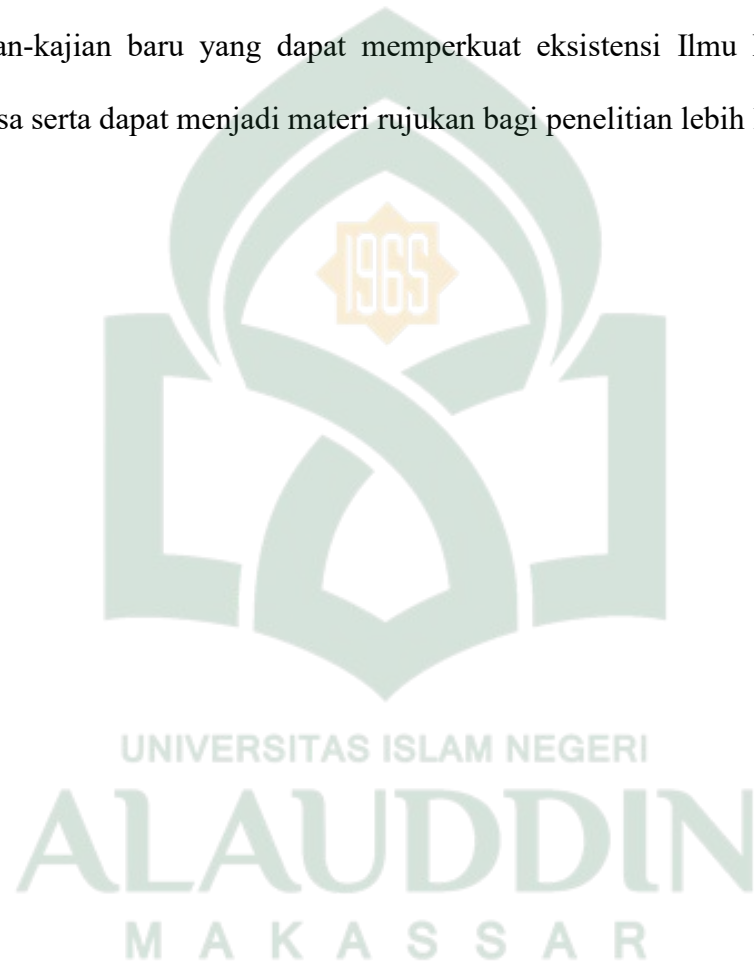 an-kajian baru yang dapat memperkuat eksistensi Ilmu
sa serta dapat menjadi materi rujukan bagi penelitian lebih
1965
UNIVERSITAS ISLAM NEGERI
ALAUDDIN
MAKASSAR